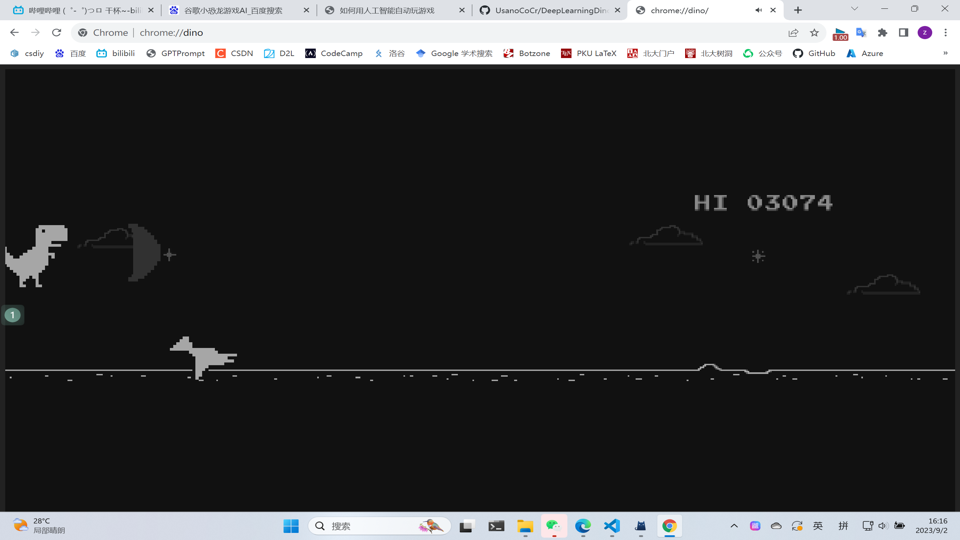 哔哩哔哩 (゜-゜)つロ 干杯~-bili
谷歌小恐龙游戏AI_百度搜索
如何用人工智能自动玩游戏
UsanoCoCr/DeepLearningDin
chrome://dino/
Chrome | chrome://dino
1.00
z
csdiy
百度
bilibili
GPTPrompt
CSDN
D2L
CodeCamp
洛谷
Google 学术搜索
Botzone
PKU LaTeX
北大门户
北大树洞
公众号
GitHub
Azure
»
HI 03074
1
28°C
局部晴朗
搜索
英
拼
16:16
2023/9/2